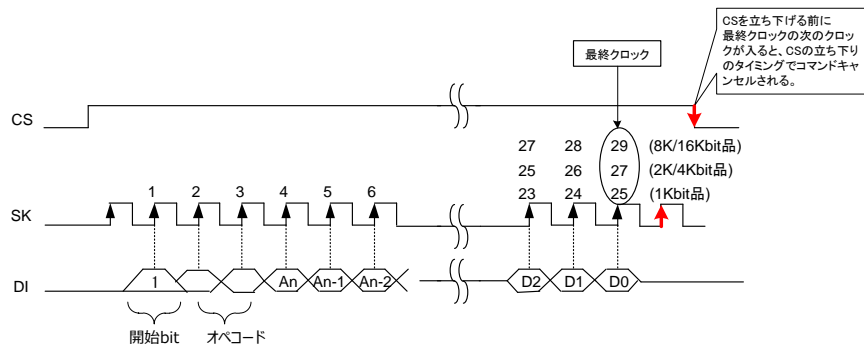 CSを立ち下げる前に
最終クロックの次のクロッ
クが入ると、CSの立ち下り
のタイミングでコマンドキャ
ンセルされる。
最終クロック
CS
27 28 29 (8K/16Kbit品)
25 26 27 (2K/4Kbit品)
23 24 25 (1Kbit品)
1 2 3 4 5 6
SK
DI
1 An An-1 An-2 D2 D1 D0
開始bit オペコード